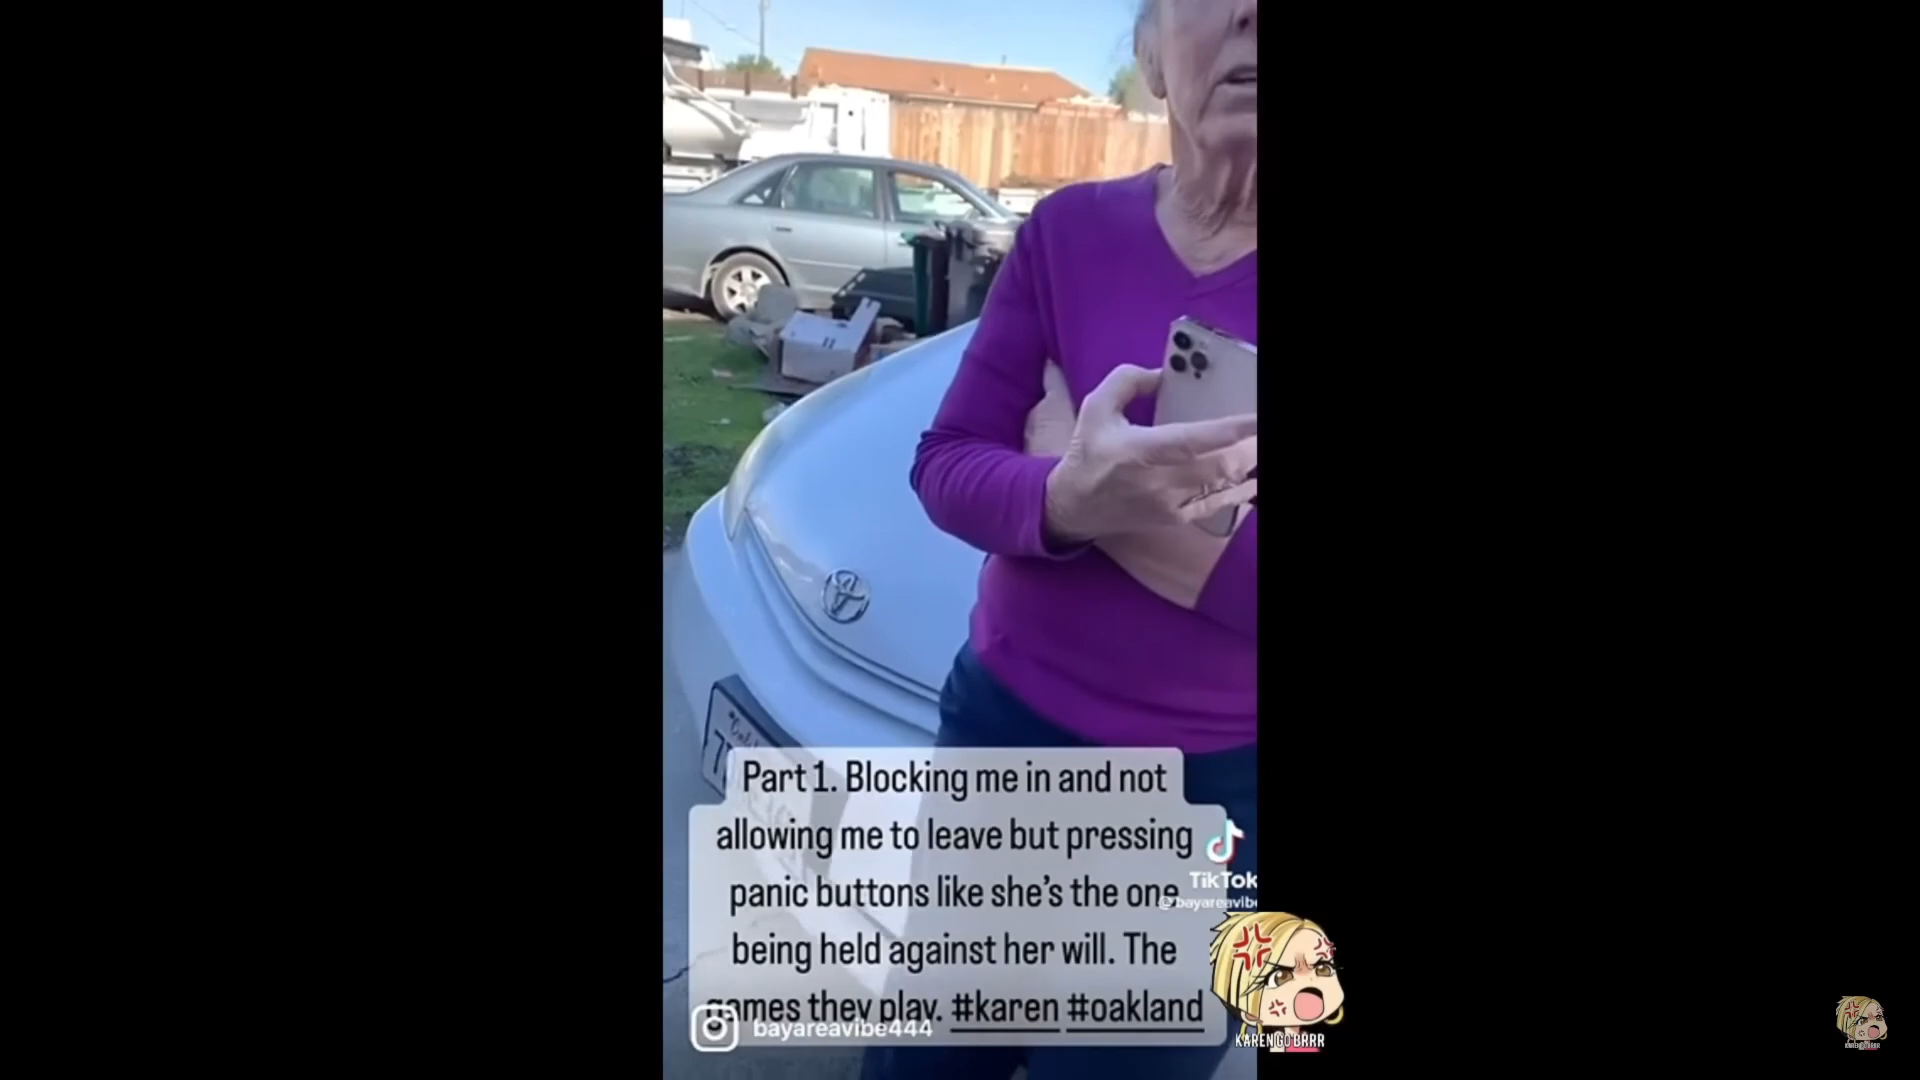 Part 1. Blocking me in and not
allowing me to leave but pressing
panic buttons like she's the one
being held against her will. The
games they play. #karen #oakland
TikTok
bayareavibe444
KAREN GO BRRR